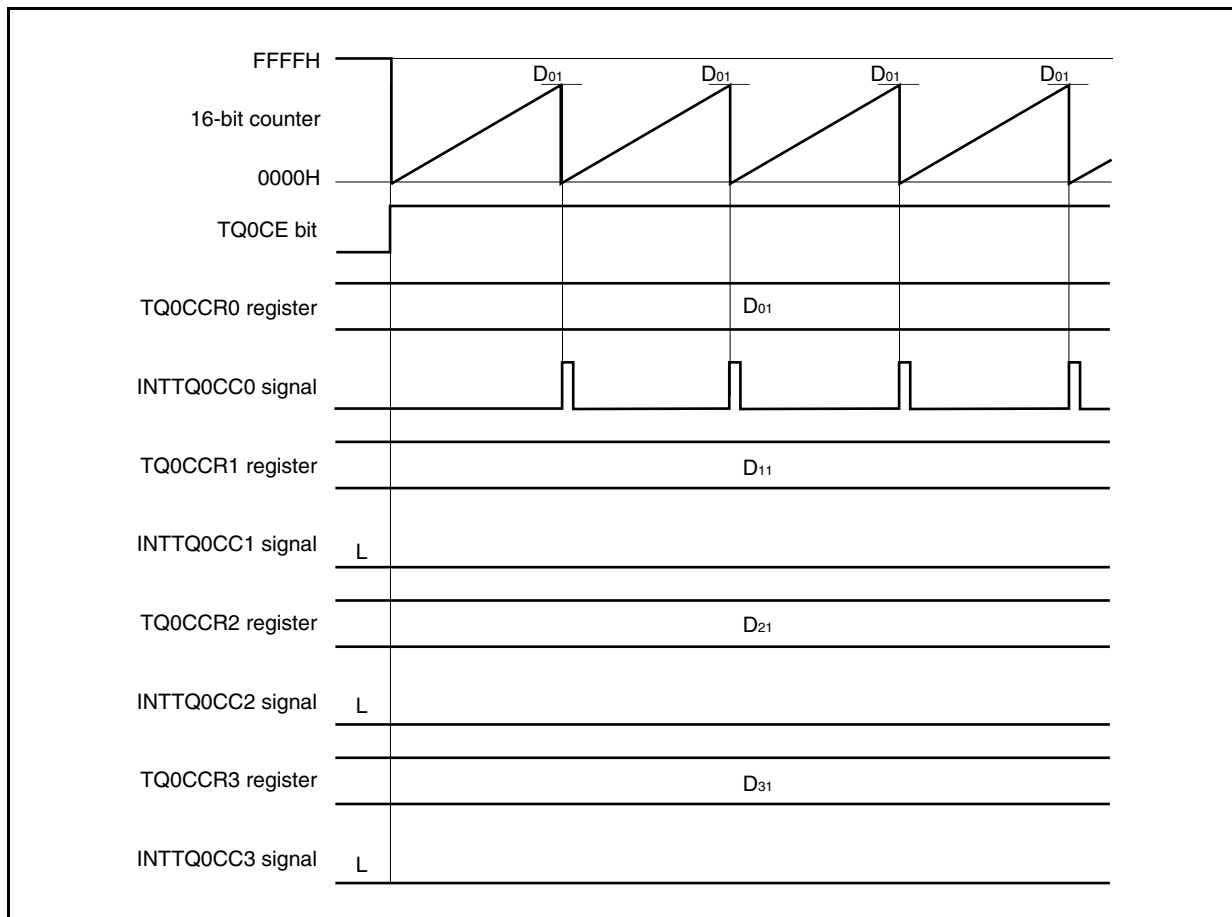 FFFFH
D01 D01 D01 D01
16-bit counter
0000H
TQ0CE bit
TQ0CCR0 register D01
INTTQ0CC0 signal
TQ0CCR1 register D11
INTTQ0CC1 signal L
TQ0CCR2 register D21
INTTQ0CC2 signal L
TQ0CCR3 register D31
INTTQ0CC3 signal L